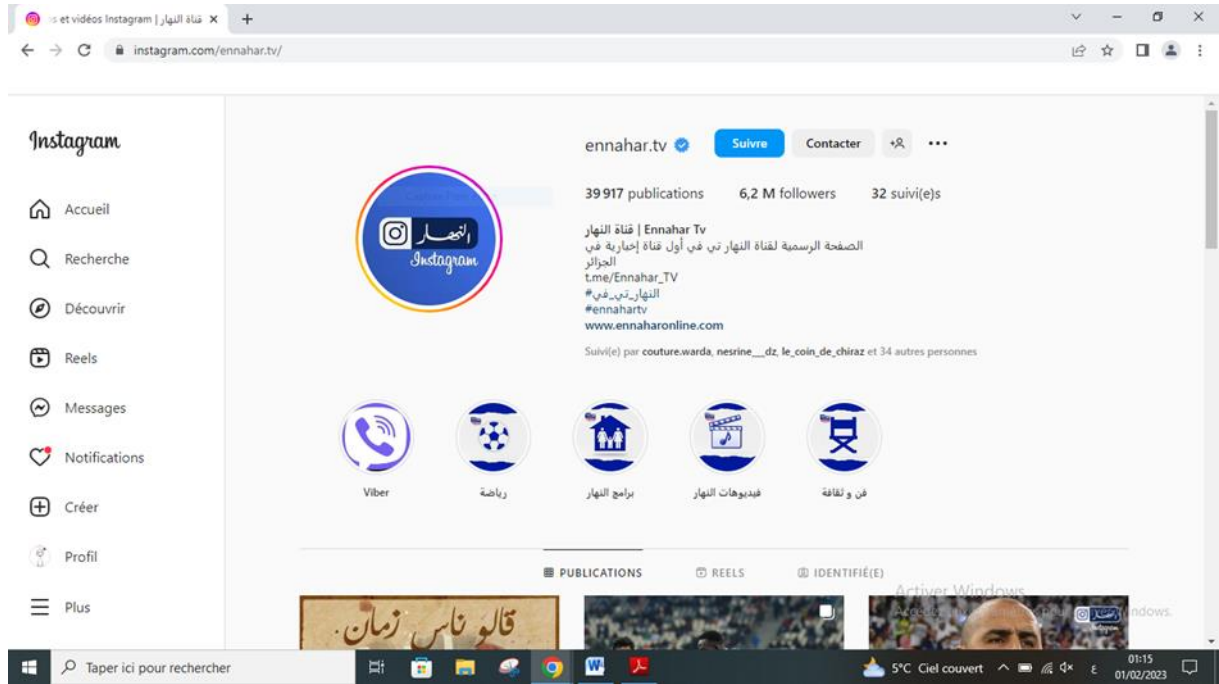 s et vidéos Instagram | قناة النهار
instagram.com/ennahar.tv/
Instagram
Accueil
Recherche
Découvrir
Reels
Messages
Notifications
Créer
Profil
Plus
النهار
Instagram
ennahar.tv
Suivre
Contacter
39 917 publications
6,2 M followers
32 suivi(e)s
قناة النهار | Ennahar Tv
الصفحة الرسمية لقناة النهار تي في أول قناة إخبارية في
الجزائر
t.me/Ennahar_TV
#النهار_تي_في
#ennahartv
www.ennaharonline.com
Suivi(e) par couture.warda, nesrine__dz, le_coin_de_chiraz et 34 autres personnes
Viber
رياضة
برامج النهار
فيديوهات النهار
فن و ثقافة
PUBLICATIONS
REELS
IDENTIFIÉ(E)
قالو ناس زمان.
Activer Windows
Taper ici pour rechercher
5°C Ciel couvert
ع
01:15
01/02/2023